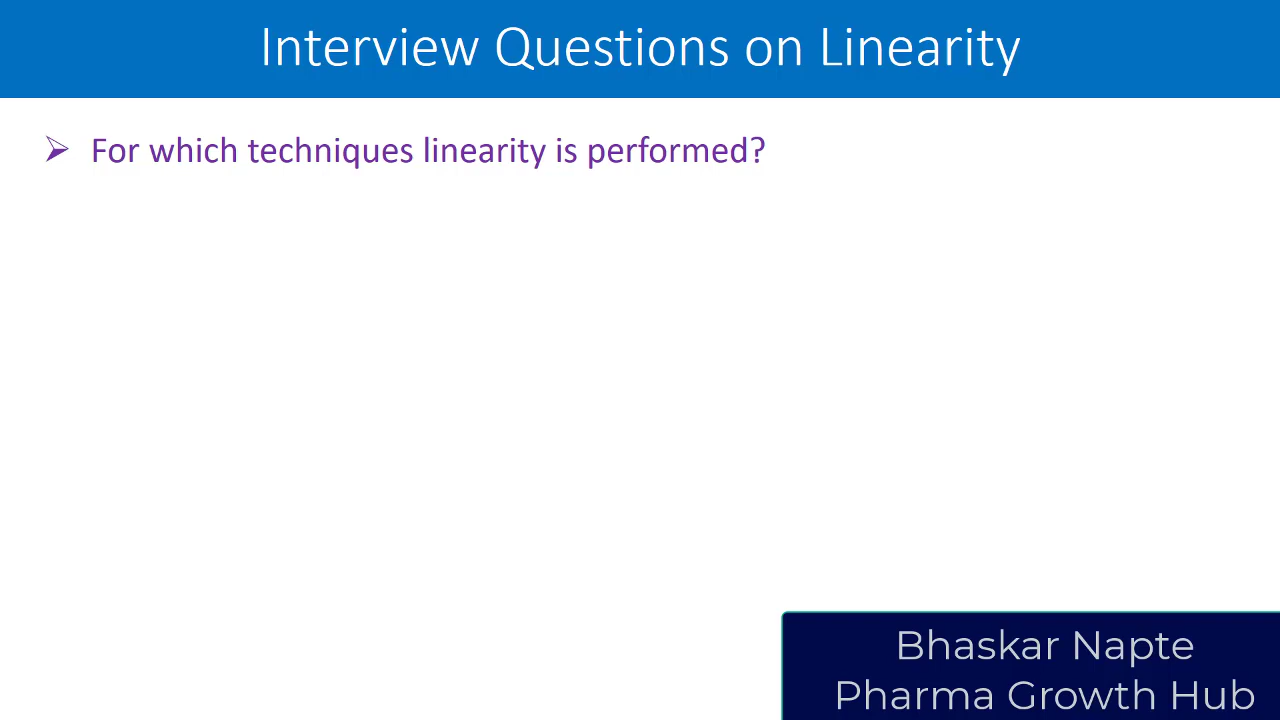 Interview Questions on Linearity
➢ For which techniques linearity is performed?
Bhaskar Napte
Pharma Growth Hub